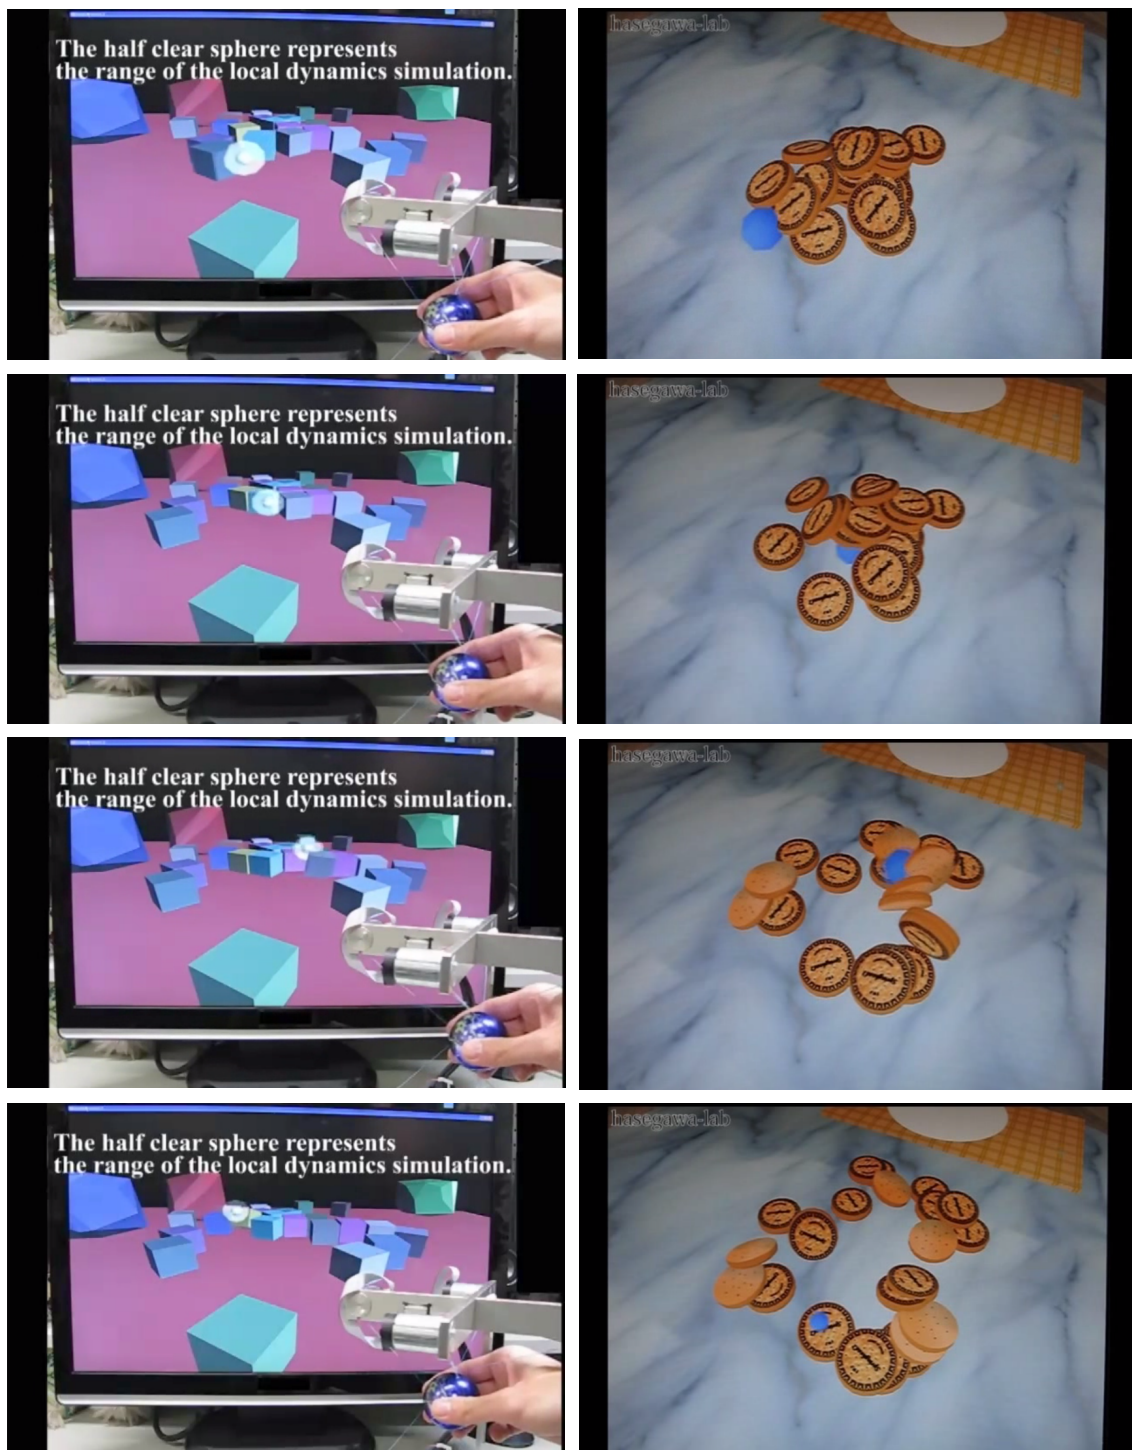 The half clear sphere represents
the range of the local dynamics simulation.
hasegawa-lab
The half clear sphere represents
the range of the local dynamics simulation.
hasegawa-lab
The half clear sphere represents
the range of the local dynamics simulation.
hasegawa-lab
The half clear sphere represents
the range of the local dynamics simulation.
hasegawa-lab